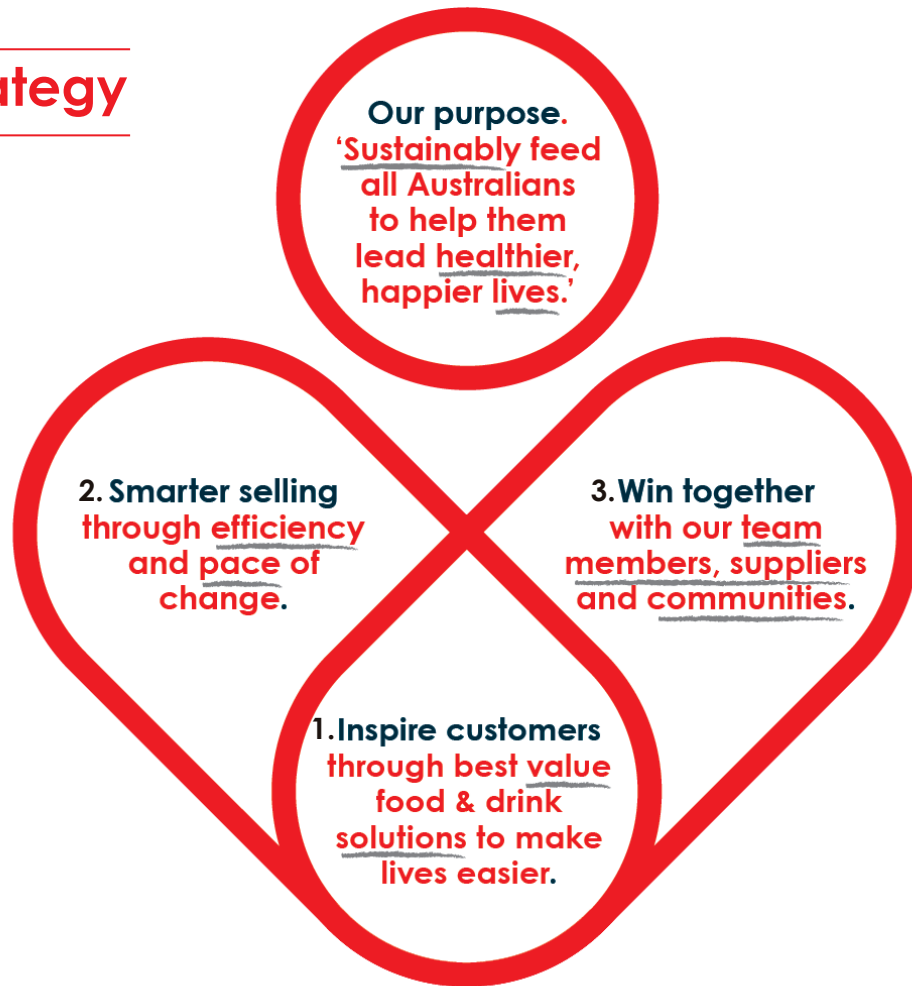 ategy
Our purpose.
‘Sustainably feed
all Australians
to help them
lead healthier,
happier lives.’
2. Smarter selling
through efficiency
and pace of
change.
3.Win together
with our team
members, suppliers
and communities.
1.Inspire customers
through best value
food & drink
solutions to make
lives easier.